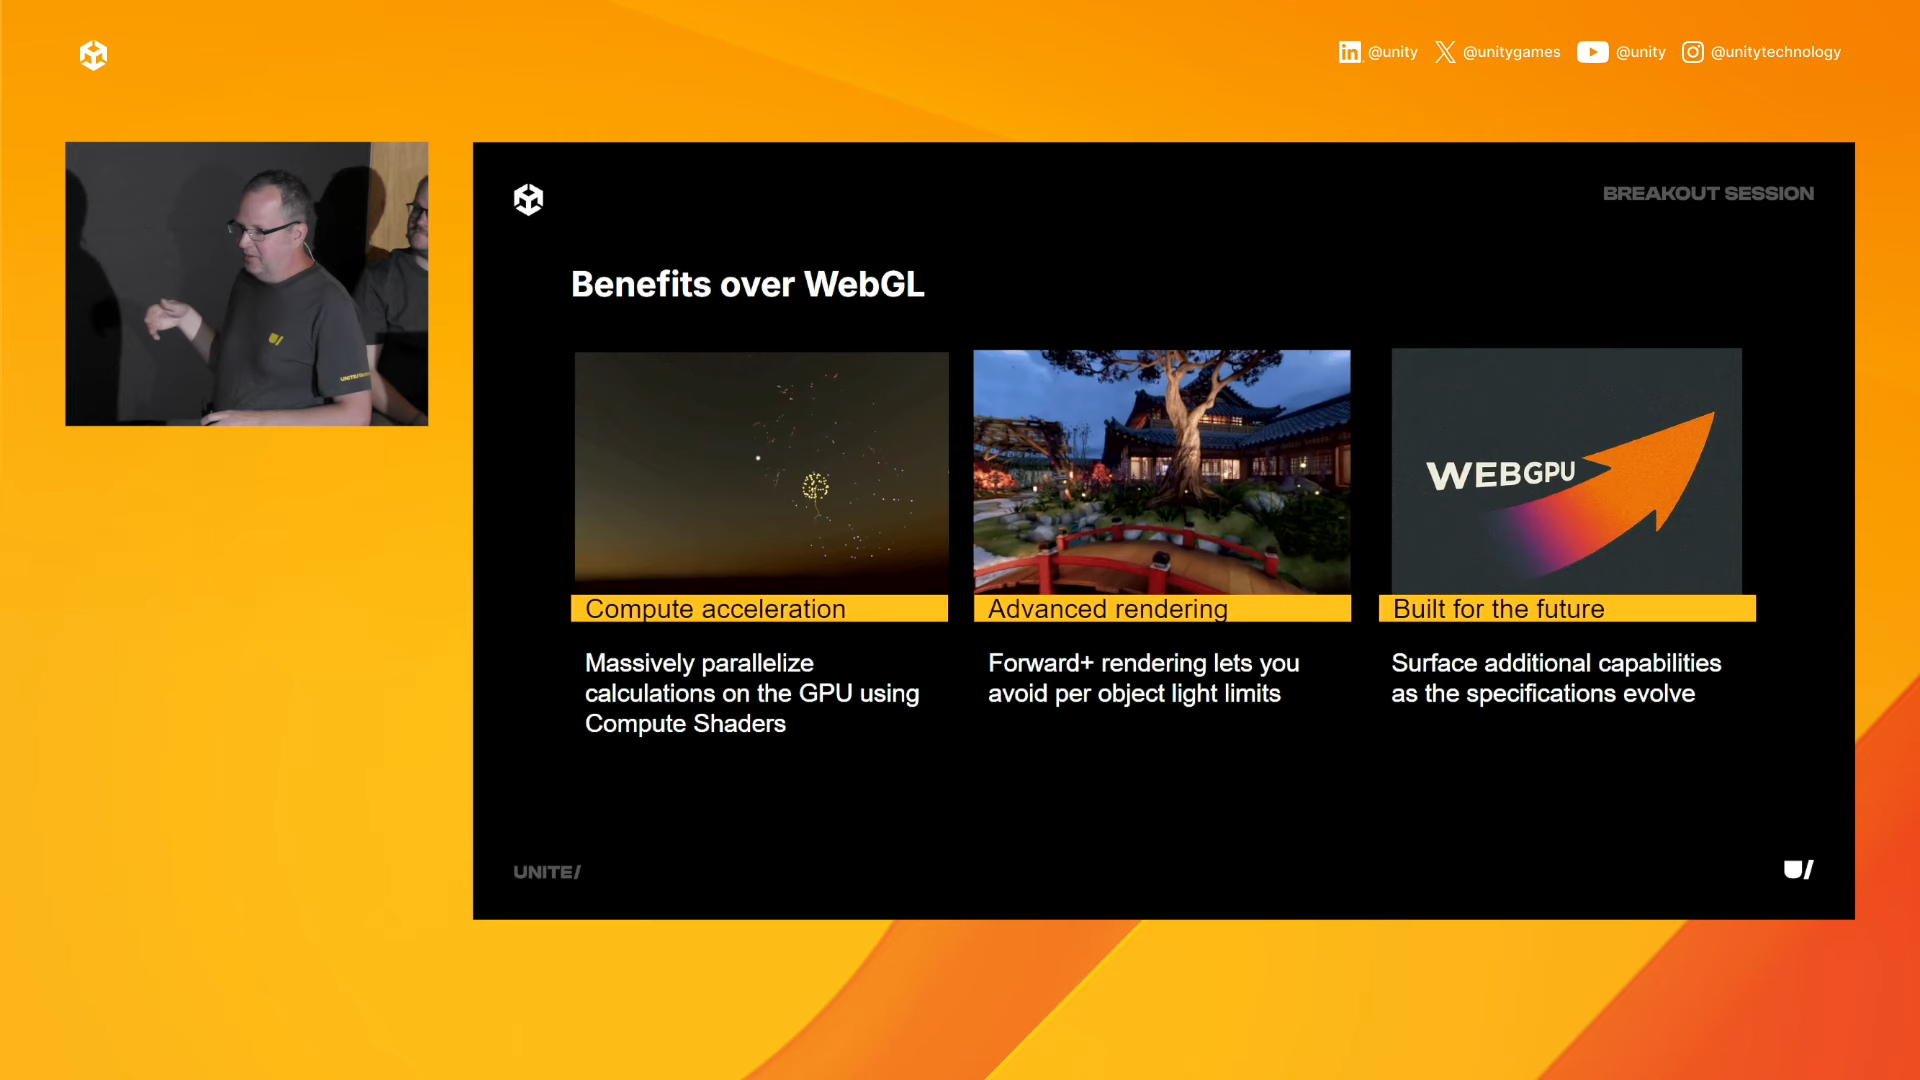 @unity @unitygames @unity @unitytechnology
BREAKOUT SESSION
Benefits over WebGL
WEBGPU
Compute acceleration
Advanced rendering
Built for the future
Massively parallelize
calculations on the GPU using
Compute Shaders
Forward+ rendering lets you
avoid per object light limits
Surface additional capabilities
as the specifications evolve
UNITE/
U/